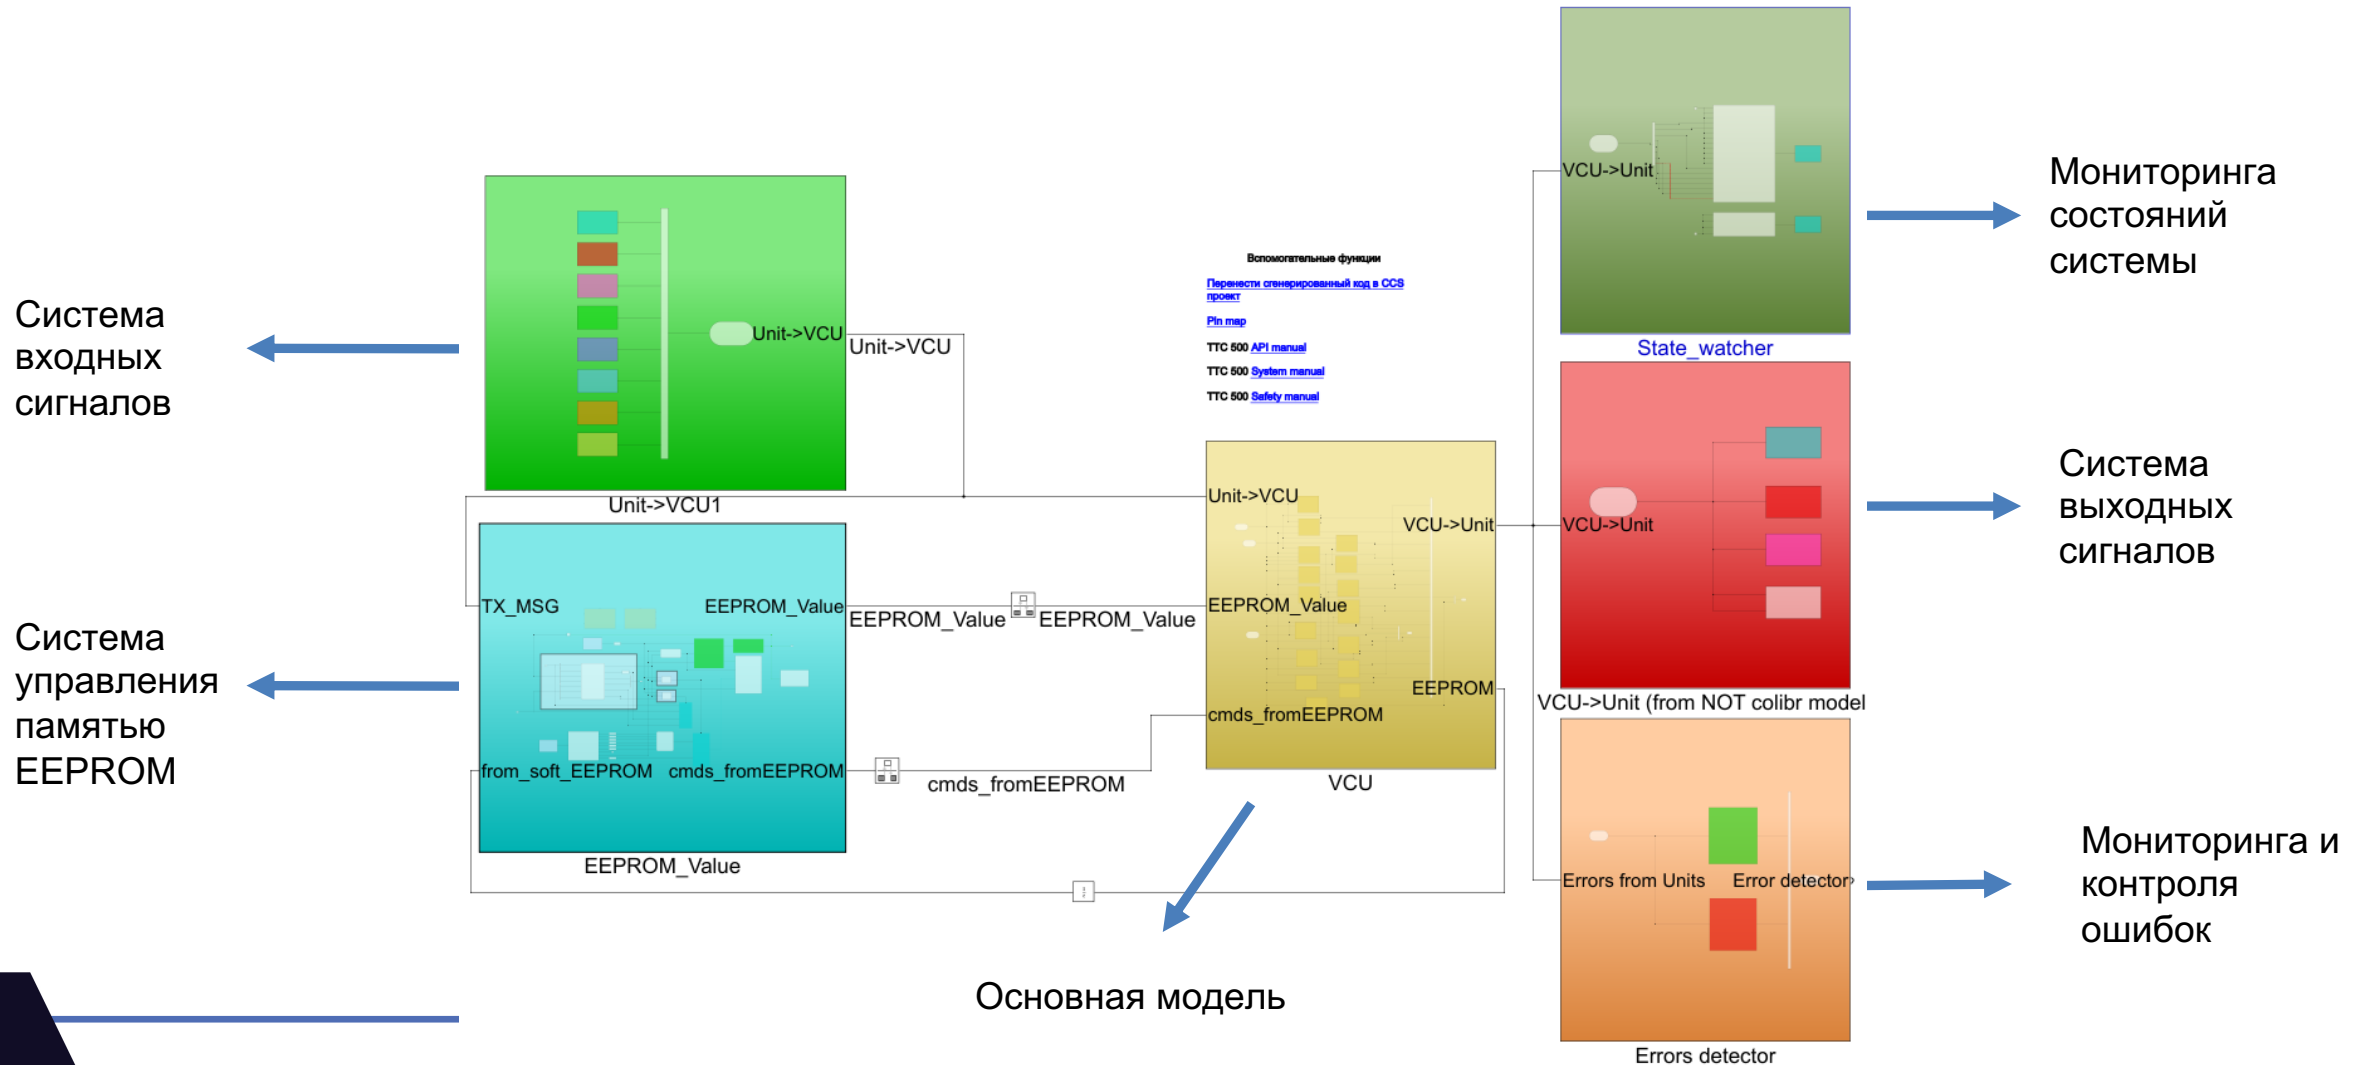 Система
входных
сигналов
Система
управления
памятью
EEPROM
Unit->VCU
Unit->VCU
Unit->VCU1
TX_MSG
EEPROM_Value
from_soft_EEPROM
cmds_fromEEPROM
EEPROM_Value
EEPROM_Value
EEPROM_Value
cmds_fromEEPROM
Вспомогательные функции
Перенести сгенерированный код в CCS
проект
Pin map
TTC 500 API manual
TTC 500 System manual
TTC 500 Safety manual
Unit->VCU
VCU->Unit
EEPROM_Value
EEPROM
cmds_fromEEPROM
VCU
Основная модель
VCU->Unit
State_watcher
VCU->Unit
VCU->Unit (from NOT colibr model
Errors from Units
Error detector
Errors detector
Мониторинга
состояний
системы
Система
выходных
сигналов
Мониторинга и
контроля
ошибок